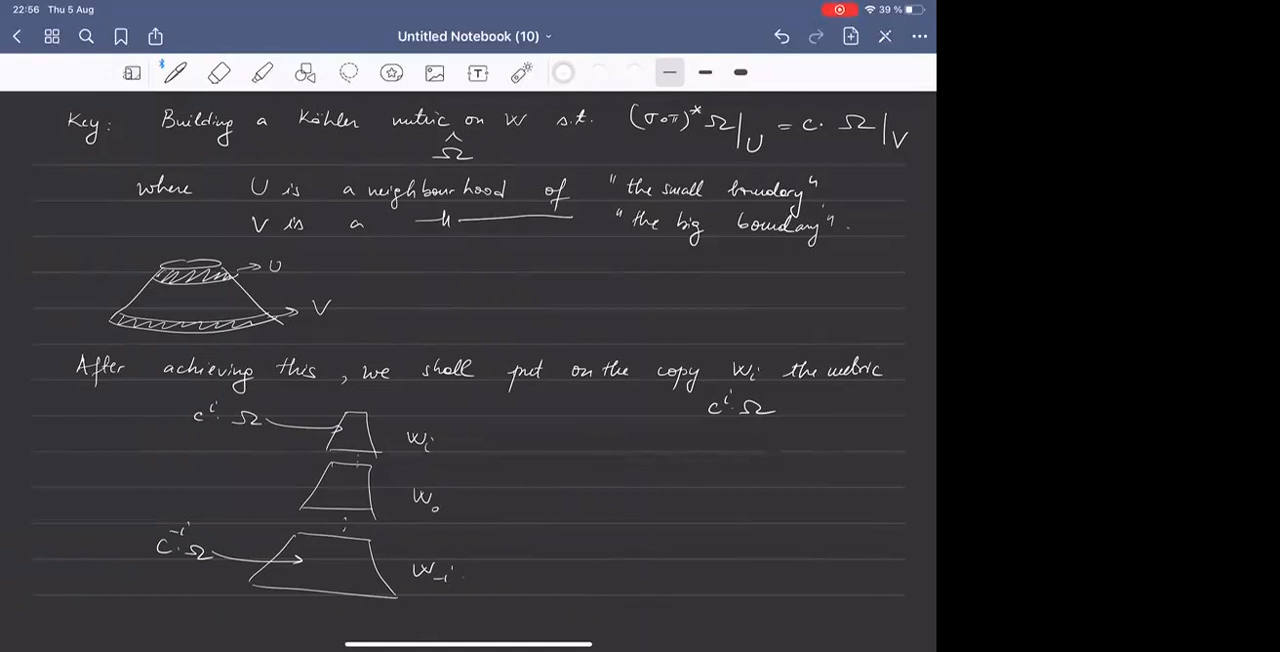 22:56 Thu 5 Aug
39 %
Untitled Notebook (10)
T
Key: Building a Kähler metric on W s.t. (σ∘π)* Ω|U = c· Ω|V
Ω
where U is a neighbourhood of "the small boundary"
V is a —ıı— "the big boundary".
U
V
After achieving this, we shall put on the copy Wi the metric
c^i·Ω
c^i·Ω Wi
W0
c^-i·Ω W-i